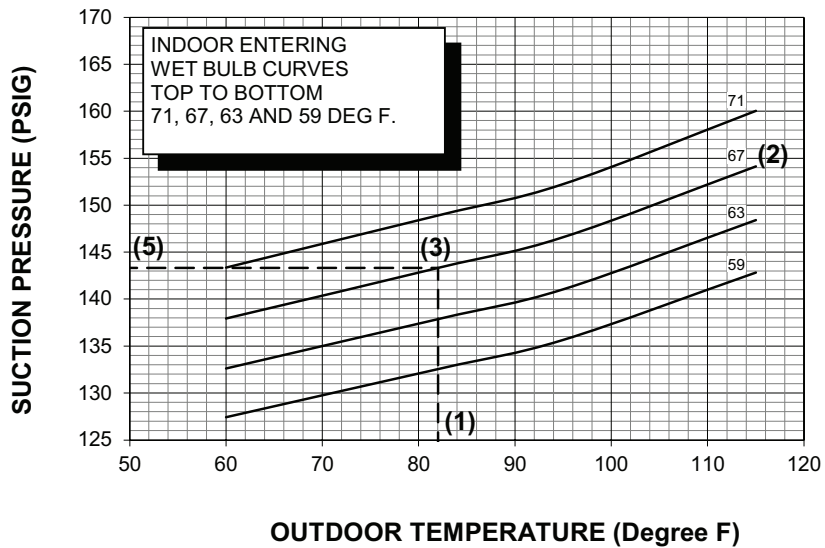 170
165
160
155
150
145
140
135
130
125
SUCTION PRESSURE (PSIG)
INDOOR ENTERING
WET BULB CURVES
TOP TO BOTTOM
71, 67, 63 AND 59 DEG F.
71
67
(2)
63
59
(5)
(3)
(1)
50 60 70 80 90 100 110 120
OUTDOOR TEMPERATURE (Degree F)